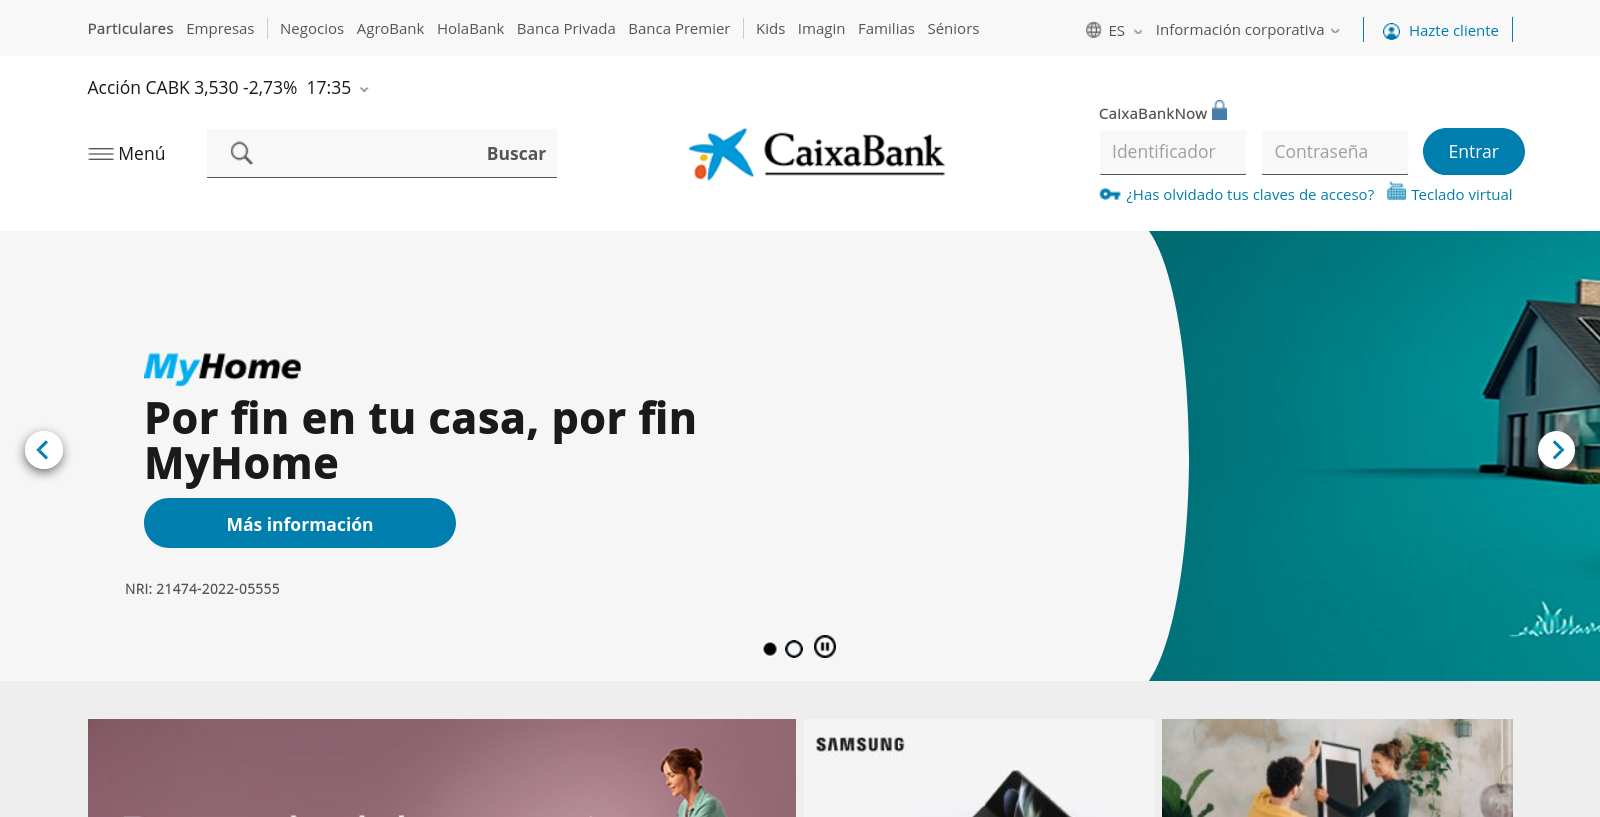 Particulares Empresas Negocios AgroBank HolaBank Banca Privada Banca Premier Kids Imagin Familias Séniors
ES Información corporativa Hazte cliente
Acción CABK 3,530 -2,73% 17:35
CaixaBankNow
Menú Buscar
CaixaBank
Identificador Contraseña Entrar
¿Has olvidado tus claves de acceso? Teclado virtual
MyHome
Por fin en tu casa, por fin
MyHome
Más información
NRI: 21474-2022-05555
SAMSUNG